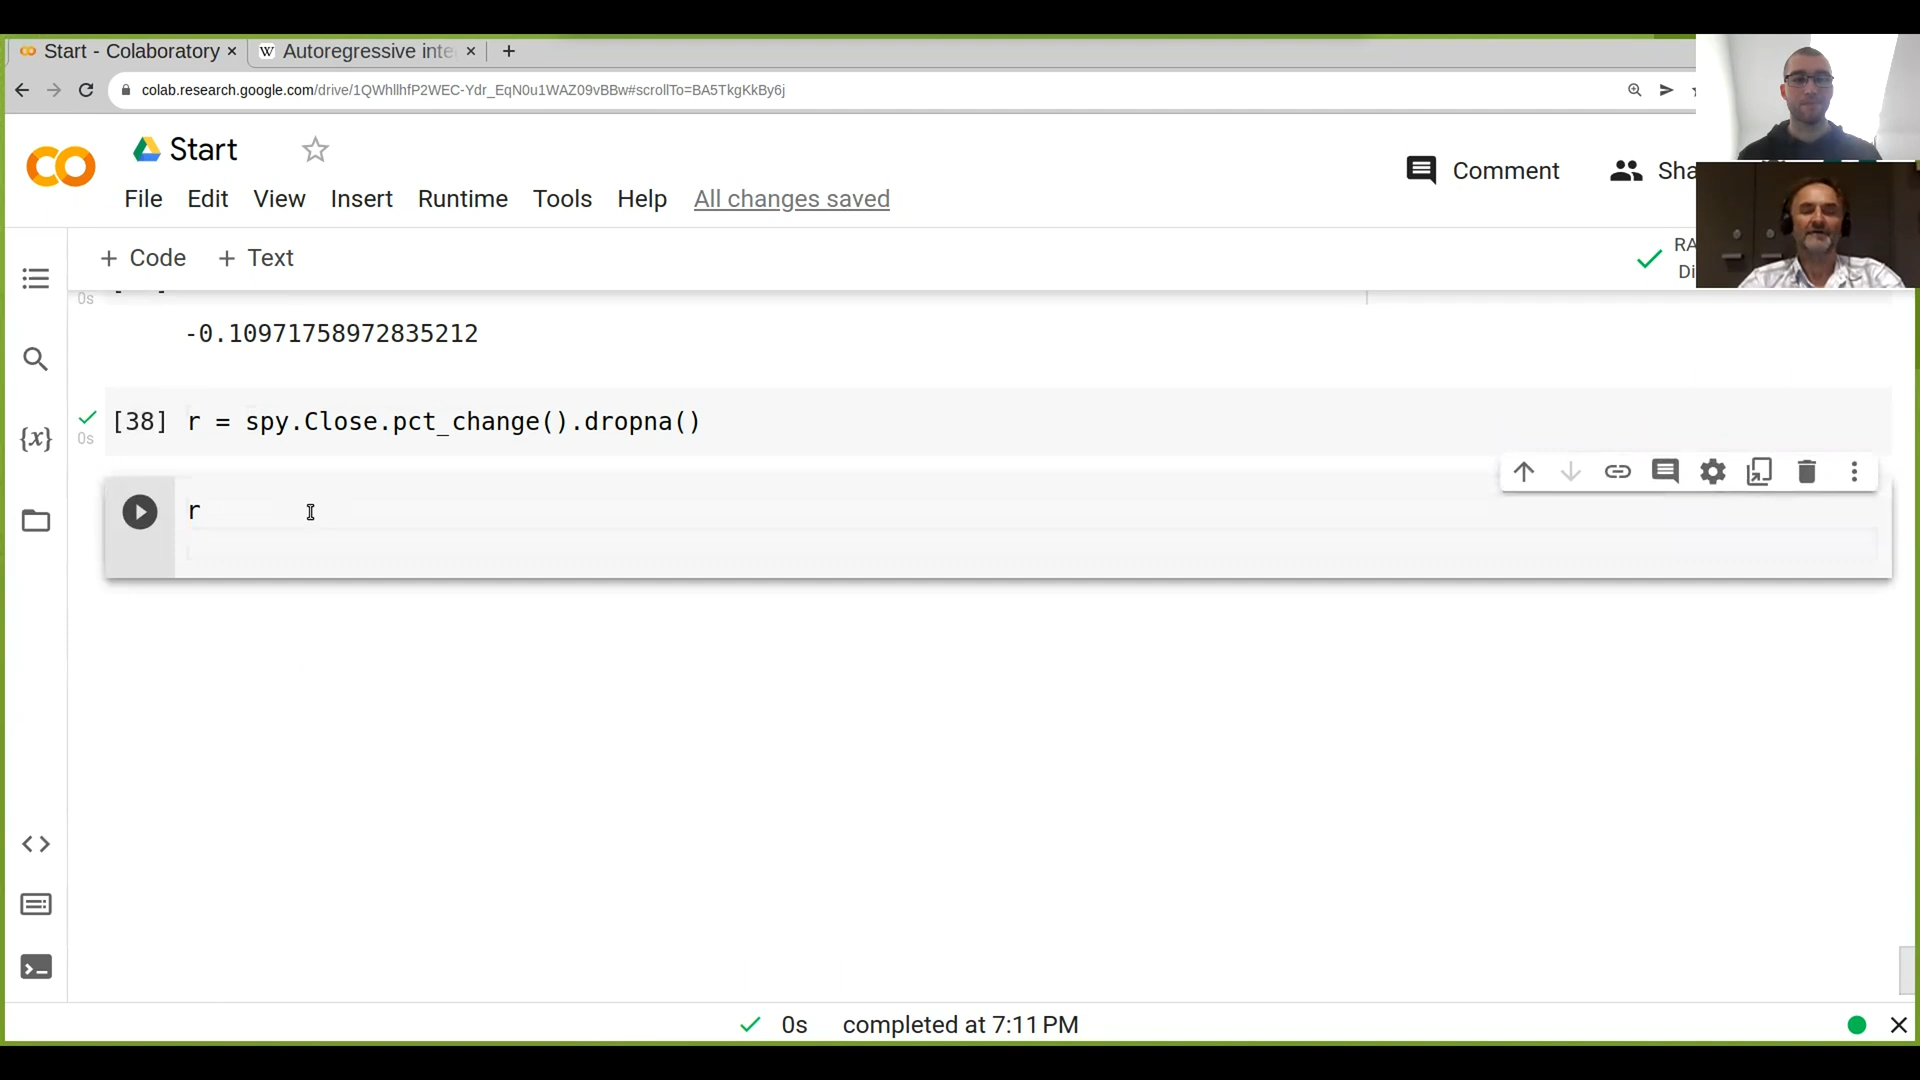 Start - Colaboratory
W Autoregressive inte
colab.research.google.com/drive/1QWhllhfP2WEC-Ydr_EqN0u1WAZ09vBBw#scrollTo=BA5TkgKkBy6j
Start
Comment
Sha
File Edit View Insert Runtime Tools Help All changes saved
+ Code + Text
RA
Di
0s
-0.10971758972835212
[38] r = spy.Close.pct_change().dropna()
0s
{x}
r
0s completed at 7:11 PM